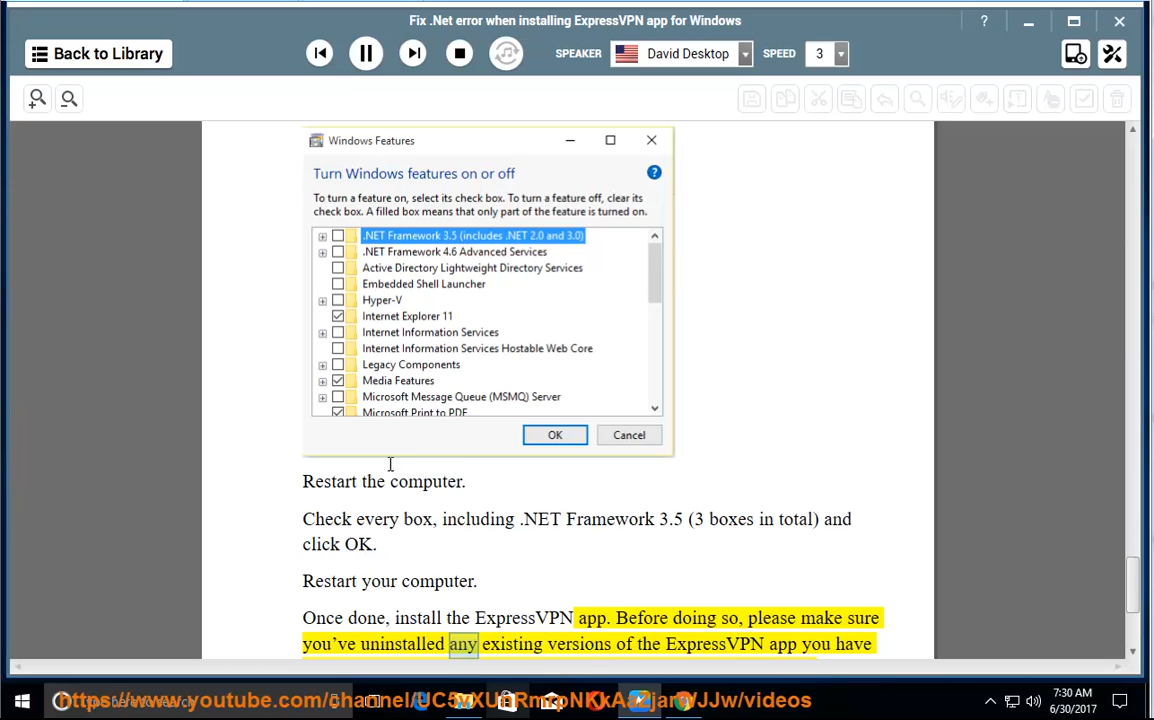 Fix .Net error when installing ExpressVPN app for Windows
Back to Library
SPEAKER
David Desktop
SPEED
3
Windows Features
Turn Windows features on or off
To turn a feature on, select its check box. To turn a feature off, clear its
check box. A filled box means that only part of the feature is turned on.
.NET Framework 3.5 (includes .NET 2.0 and 3.0)
.NET Framework 4.6 Advanced Services
Active Directory Lightweight Directory Services
Embedded Shell Launcher
Hyper-V
Internet Explorer 11
Internet Information Services
Internet Information Services Hostable Web Core
Legacy Components
Media Features
Microsoft Message Queue (MSMQ) Server
Microsoft Print to PDF
OK
Cancel
Restart the computer.
Check every box, including .NET Framework 3.5 (3 boxes in total) and
click OK.
Restart your computer.
Once done, install the ExpressVPN app. Before doing so, please make sure
you’ve uninstalled any existing versions of the ExpressVPN app you have
7:30 AM
6/30/2017